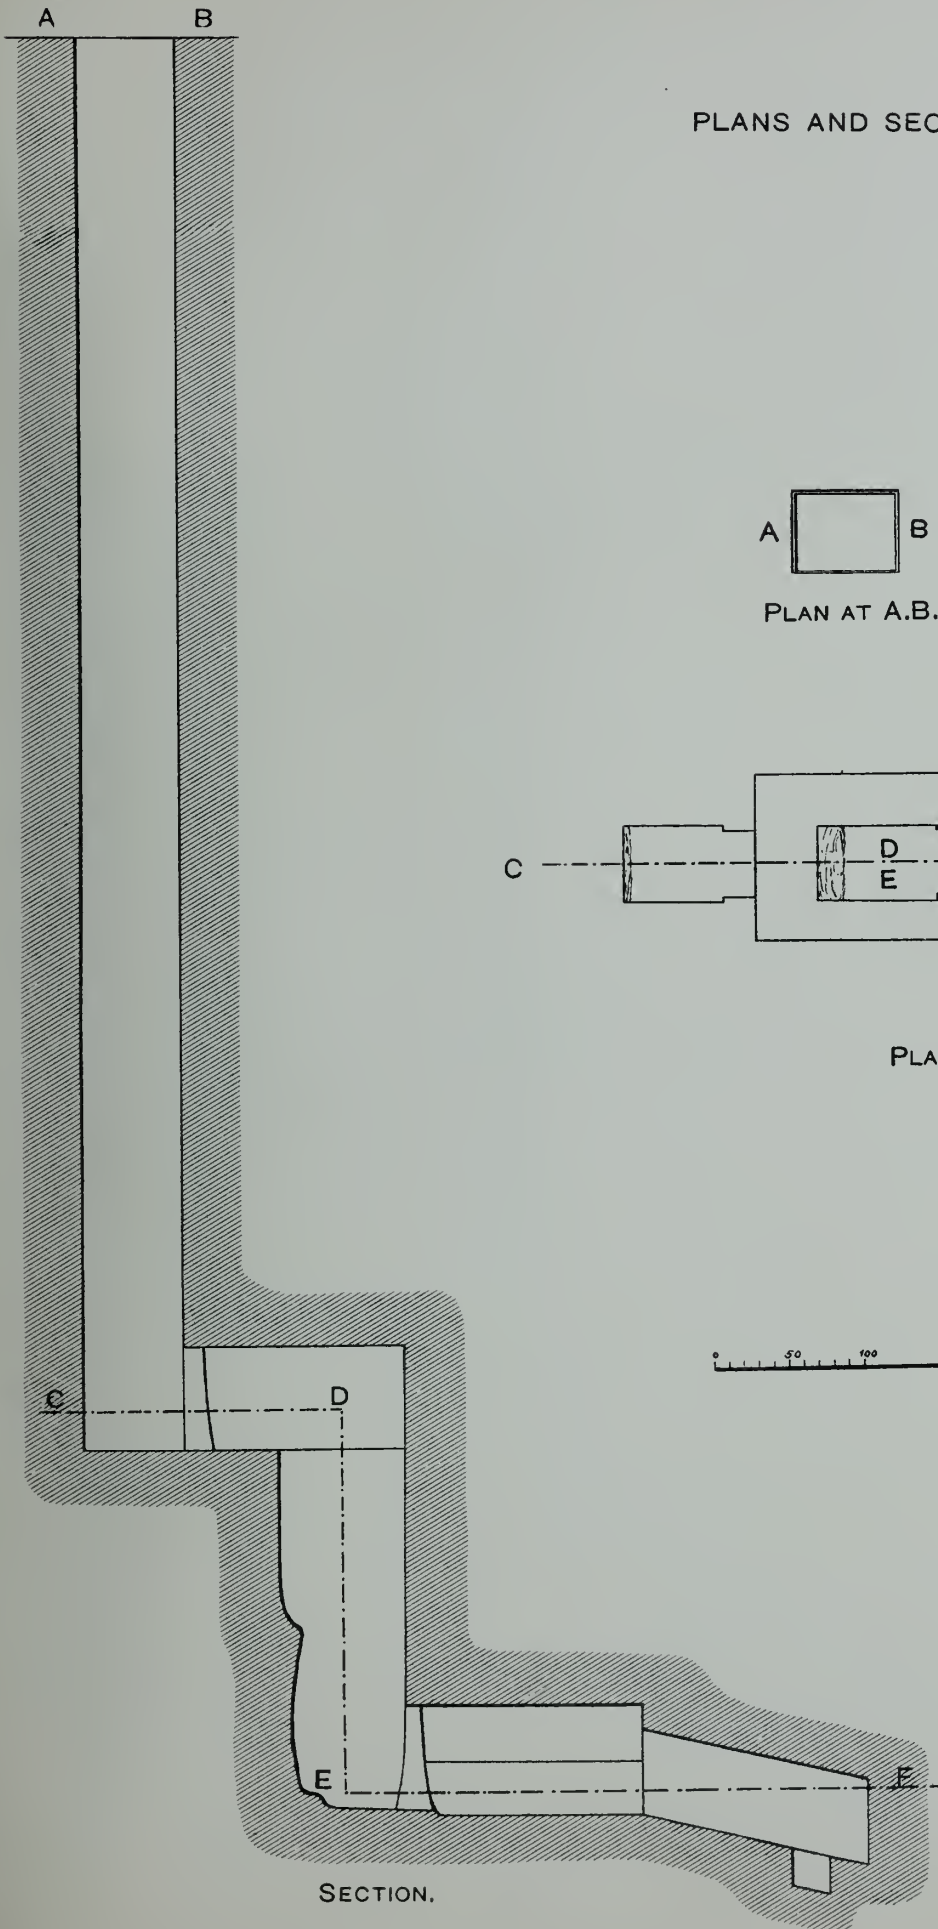 A B
PLANS AND SEC
A B
PLAN AT A.B.
C D
E
PLA
0 50 100
C D
E F
SECTION.